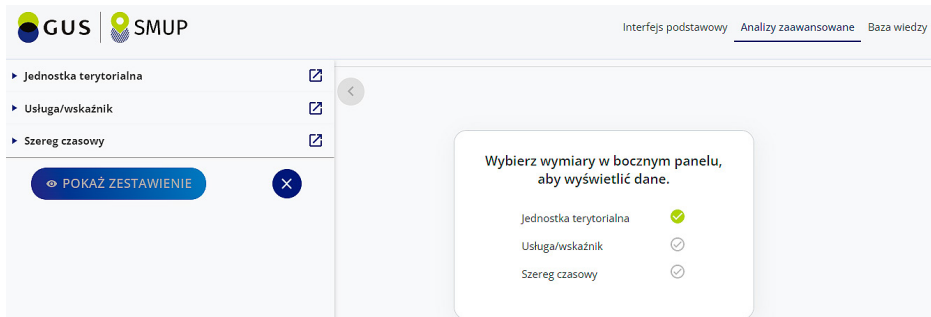 GUS SMUP
Interfejs podstawowy Analizy zaawansowane Baza wiedzy
Jednostka terytorialna
Usługa/wskaźnik
Szereg czasowy
POKAŻ ZESTAWIENIE
Wybierz wymiary w bocznym panelu,
aby wyświetlić dane.
Jednostka terytorialna
Usługa/wskaźnik
Szereg czasowy